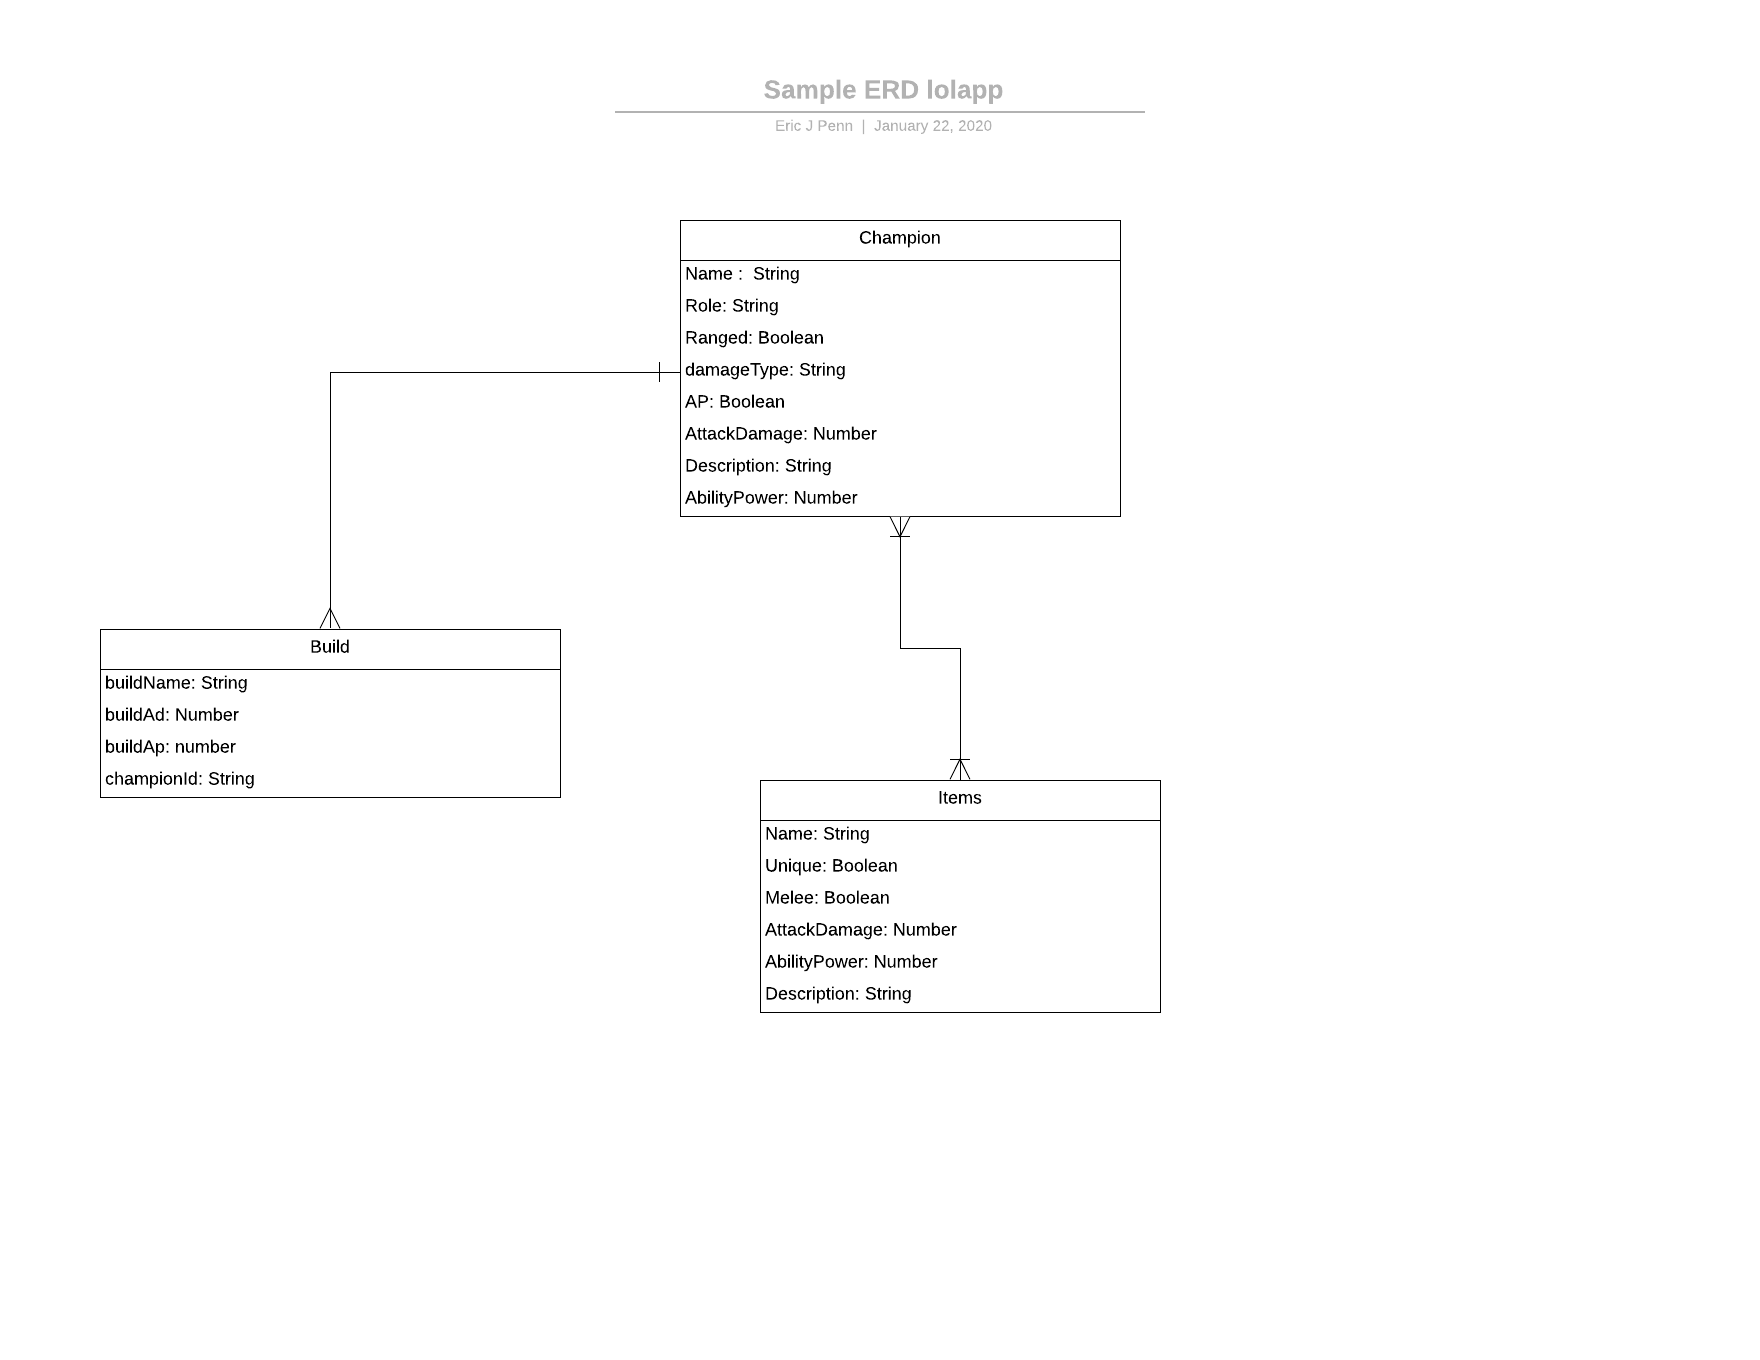 Sample ERD lolapp
Eric J Penn | January 22, 2020
Champion
Name :  String
Role: String
Ranged: Boolean
damageType: String
AP: Boolean
AttackDamage: Number
Description: String
AbilityPower: Number
Build
buildName: String
buildAd: Number
buildAp: number
championId: String
Items
Name: String
Unique: Boolean
Melee: Boolean
AttackDamage: Number
AbilityPower: Number
Description: String